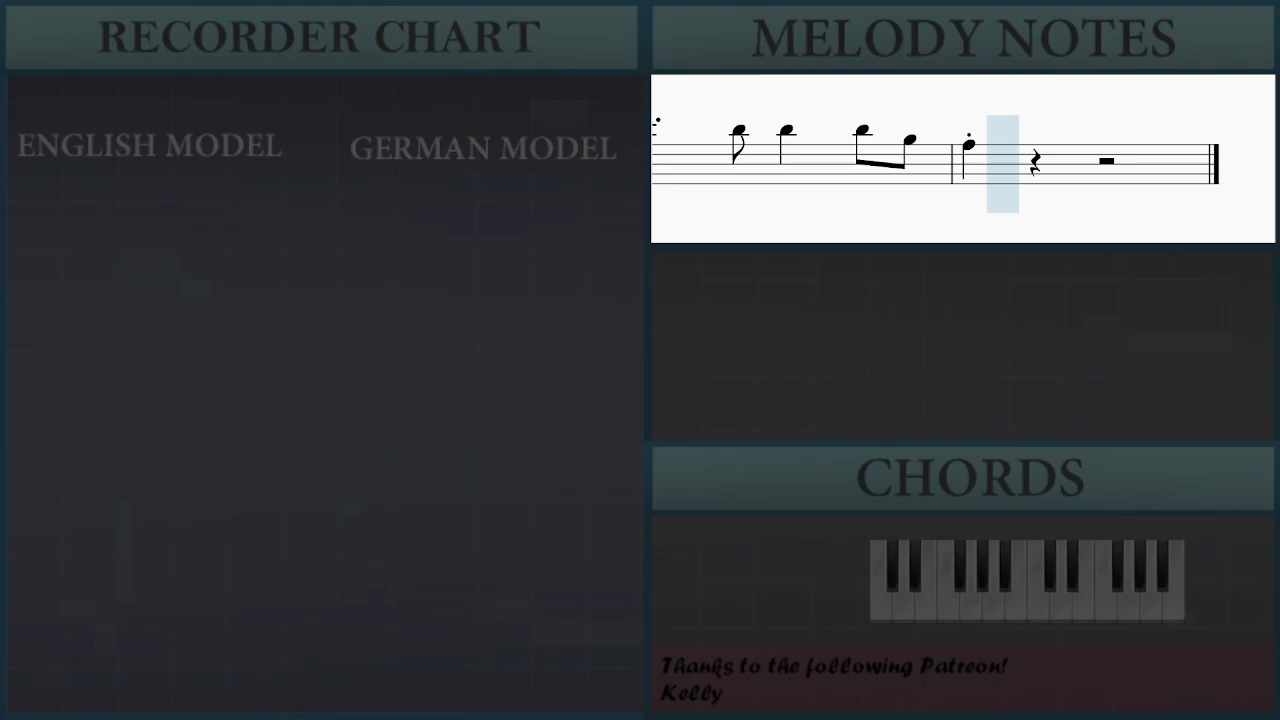 RECORDER CHART
MELODY NOTES
ENGLISH MODEL
GERMAN MODEL
CHORDS
Thanks to the following Patreon!
Kelly